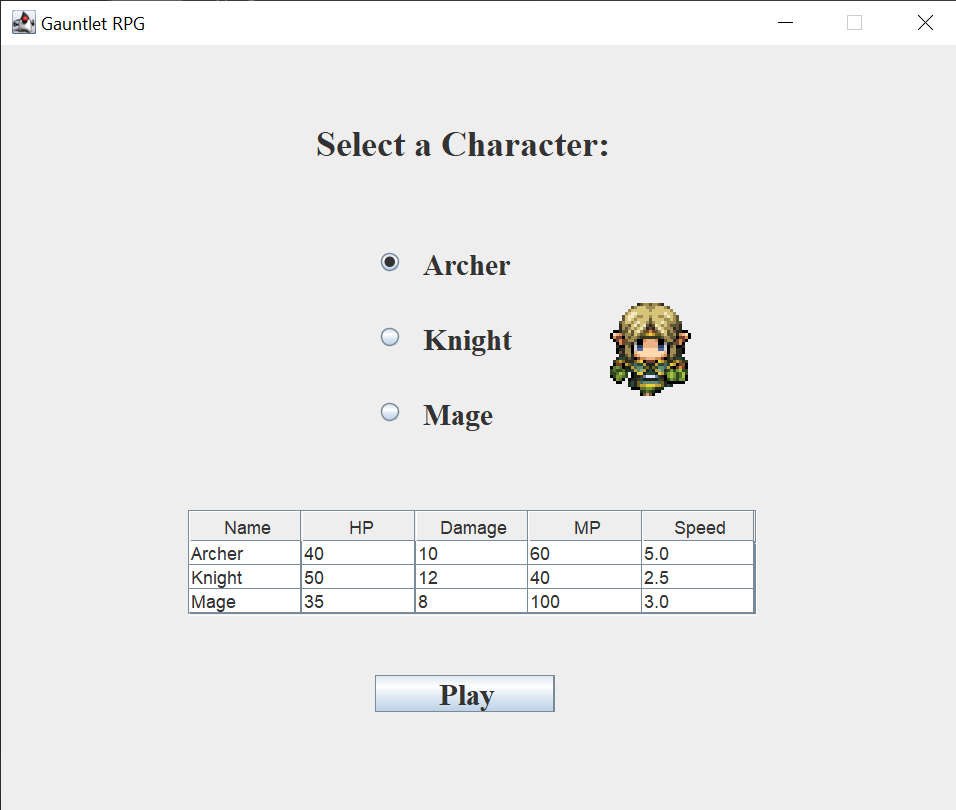 Gauntlet RPG
Select a Character:
Archer
Knight
Mage
Name HP Damage MP Speed
Archer 40 10 60 5.0
Knight 50 12 40 2.5
Mage 35 8 100 3.0
Play